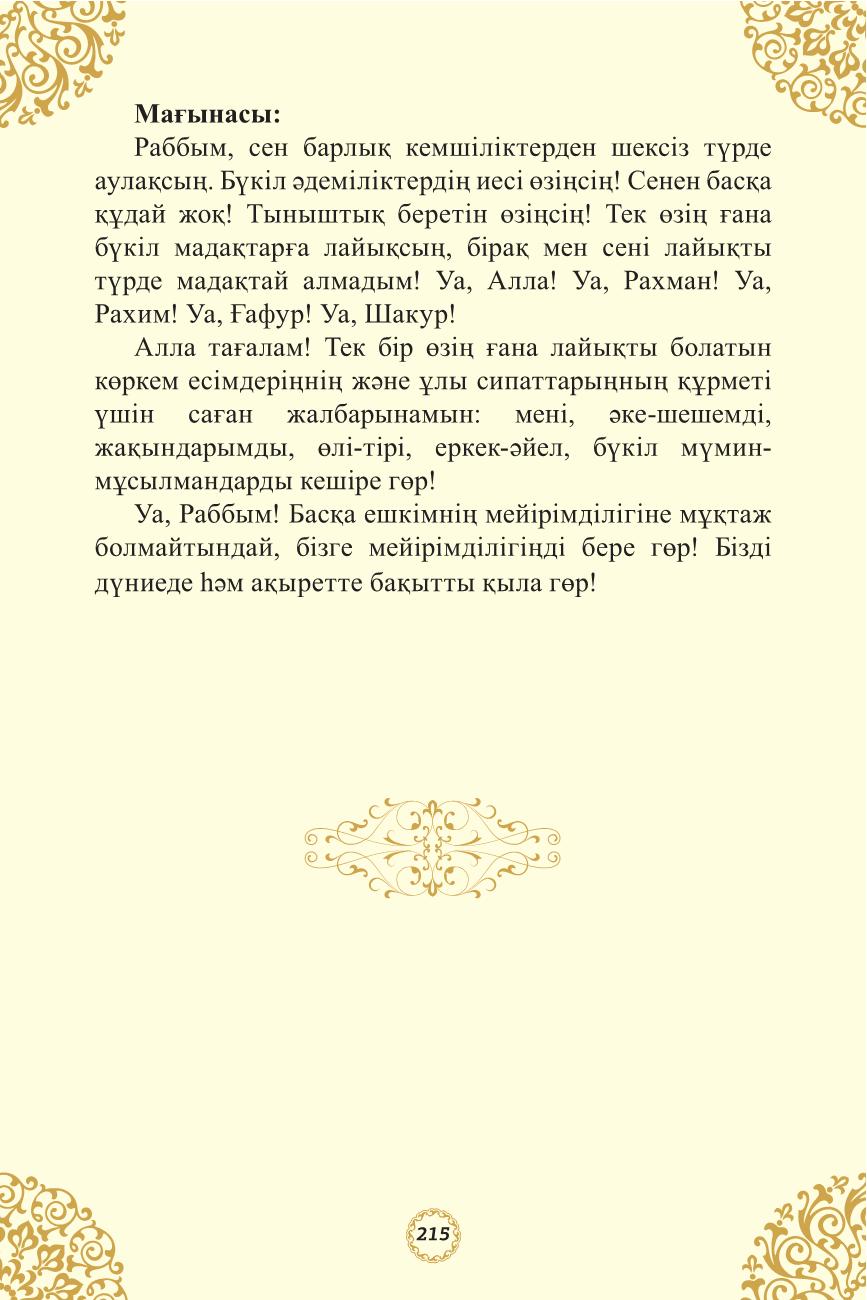 Мағынасы:
Раббым, сен барлық кемшіліктерден шексіз түрде
аулақсың. Бүкіл әдеміліктердің иесі өзіңсің! Сенен басқа
құдай жоқ! Тыныштық беретін өзіңсің! Тек өзің ғана
бүкіл мадақтарға лайықсың, бірақ мен сені лайықты
түрде мадақтай алмадым! Уа, Алла! Уа, Рахман! Уа,
Рахим! Уа, Ғафур! Уа, Шакур!
Алла тағалам! Тек бір өзің ғана лайықты болатын
көркем есімдеріңнің және ұлы сипаттарыңның құрметі
үшін саған жалбарынамын: мені, әке-шешемді,
жақындарымды, өлі-тірі, еркек-әйел, бүкіл мүмин-
мұсылмандарды кешіре гөр!
Уа, Раббым! Басқа ешкімнің мейірімділігіне мұқтаж
болмайтындай, бізге мейірімділігіңді бере гөр! Бізді
дүниеде һәм ақыретте бақытты қыла гөр!
215